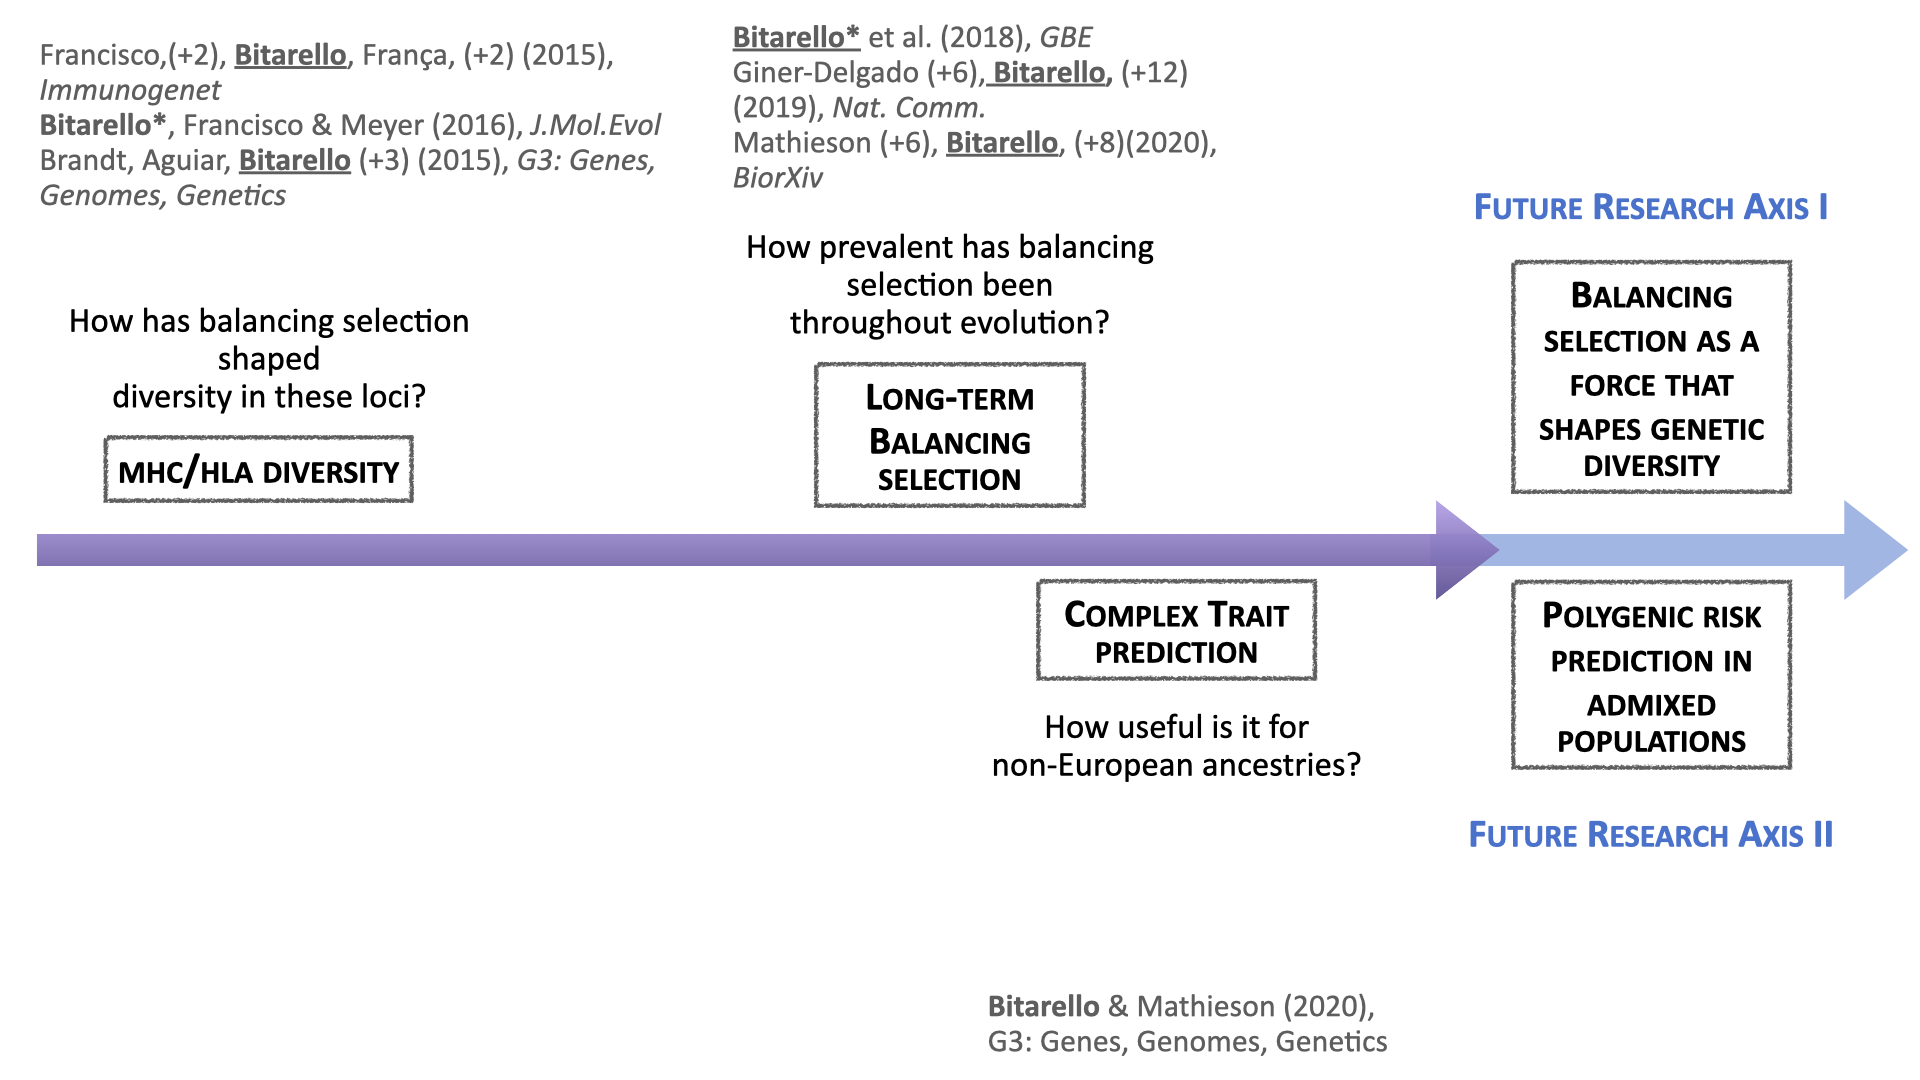 Francisco,(+2), Bitarello, França, (+2) (2015),
Immunogenet
Bitarello*, Francisco & Meyer (2016), J.Mol.Evol
Brandt, Aguiar, Bitarello (+3) (2015), G3: Genes,
Genomes, Genetics
How has balancing selection
shaped
diversity in these loci?
MHC/HLA DIVERSITY
Bitarello* et al. (2018), GBE
Giner-Delgado (+6), Bitarello, (+12)
(2019), Nat. Comm.
Mathieson (+6), Bitarello, (+8)(2020),
BiorXiv
How prevalent has balancing
selection been
throughout evolution?
LONG-TERM
BALANCING
SELECTION
COMPLEX TRAIT
PREDICTION
How useful is it for
non-European ancestries?
Bitarello & Mathieson (2020),
G3: Genes, Genomes, Genetics
FUTURE RESEARCH AXIS I
BALANCING
SELECTION AS A
FORCE THAT
SHAPES GENETIC
DIVERSITY
POLYGENIC RISK
PREDICTION IN
ADMIXED
POPULATIONS
FUTURE RESEARCH AXIS II